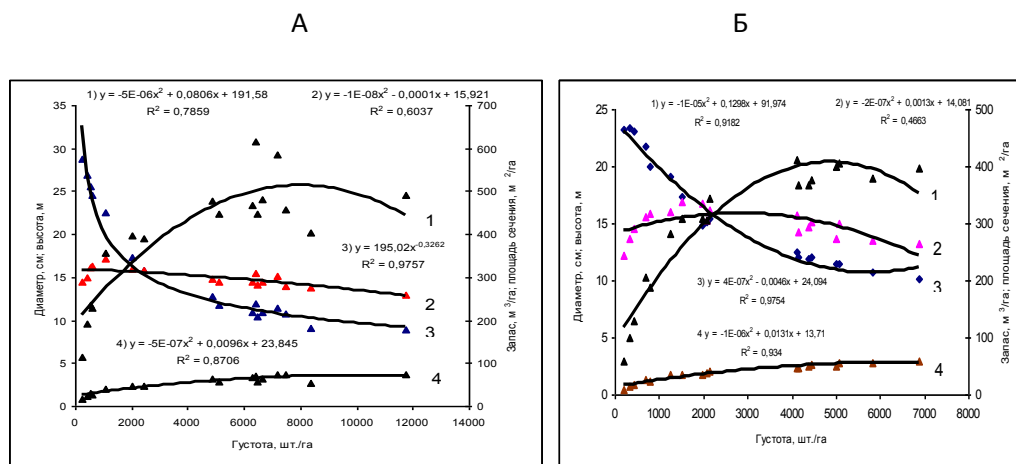 А
Б
1) y = -5E-06x² + 0,0806x + 191,58
R² = 0,7859
2) y = -1E-08x² - 0,0001x + 15,921
R² = 0,6037
3) y = 195,02x^-0,3262
R² = 0,9757
4) y = -5E-07x² + 0,0096x + 23,845
R² = 0,8706
1
2
3
4
Диаметр, см; высота, м
35
30
25
20
15
10
5
0
Запас, м³/га; площадь сечения, м²/га
700
600
500
400
300
200
100
0
0 2000 4000 6000 8000 10000 12000 14000
Густота, шт./га
1) y = -1E-05x² + 0,1298x + 91,974
R² = 0,9182
2) y = -2E-07x² + 0,0013x + 14,081
R² = 0,4663
3) y = 4E-07x² -0,0046x + 24,094
R² = 0,9754
4 y = -1E-06x² + 0,0131x + 13,71
R² = 0,934
1
2
3
4
Диаметр, см; высота, м
25
20
15
10
5
0
Запас, м³/га; площадь сечения, м²/га
500
400
300
200
100
0
0 1000 2000 3000 4000 5000 6000 7000 8000
Густота, шт./га